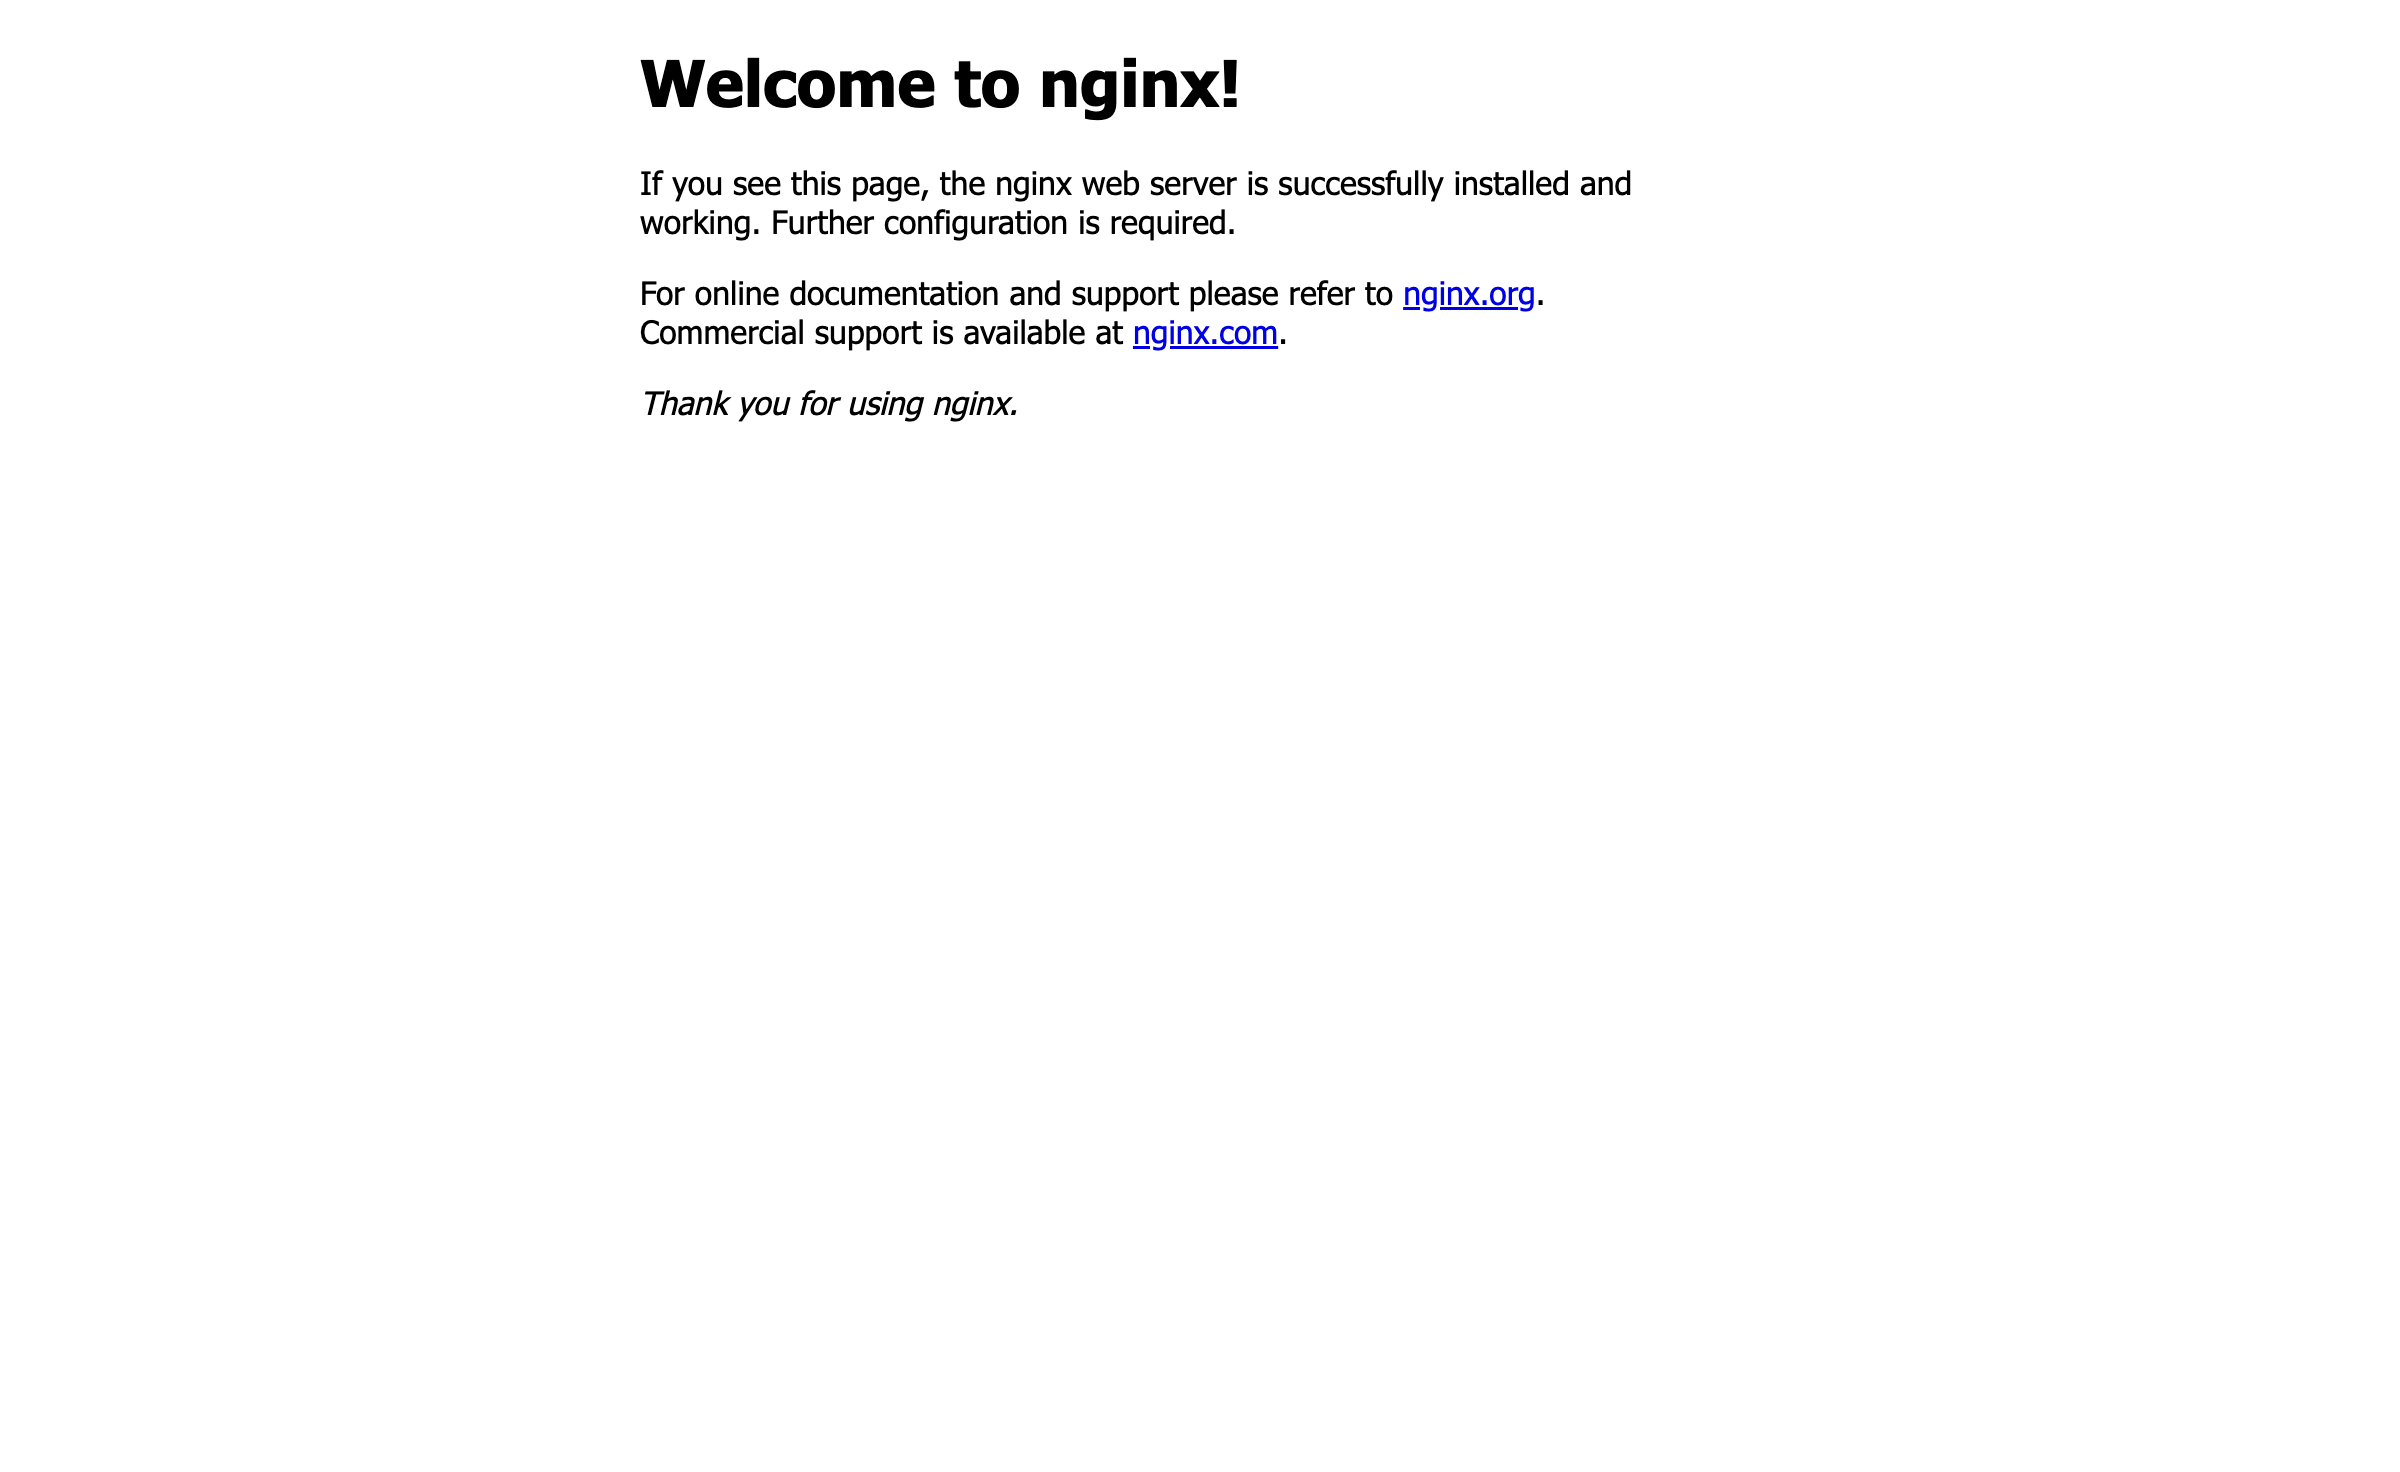 Welcome to nginx!
If you see this page, the nginx web server is successfully installed and
working. Further configuration is required.
For online documentation and support please refer to nginx.org.
Commercial support is available at nginx.com.
Thank you for using nginx.